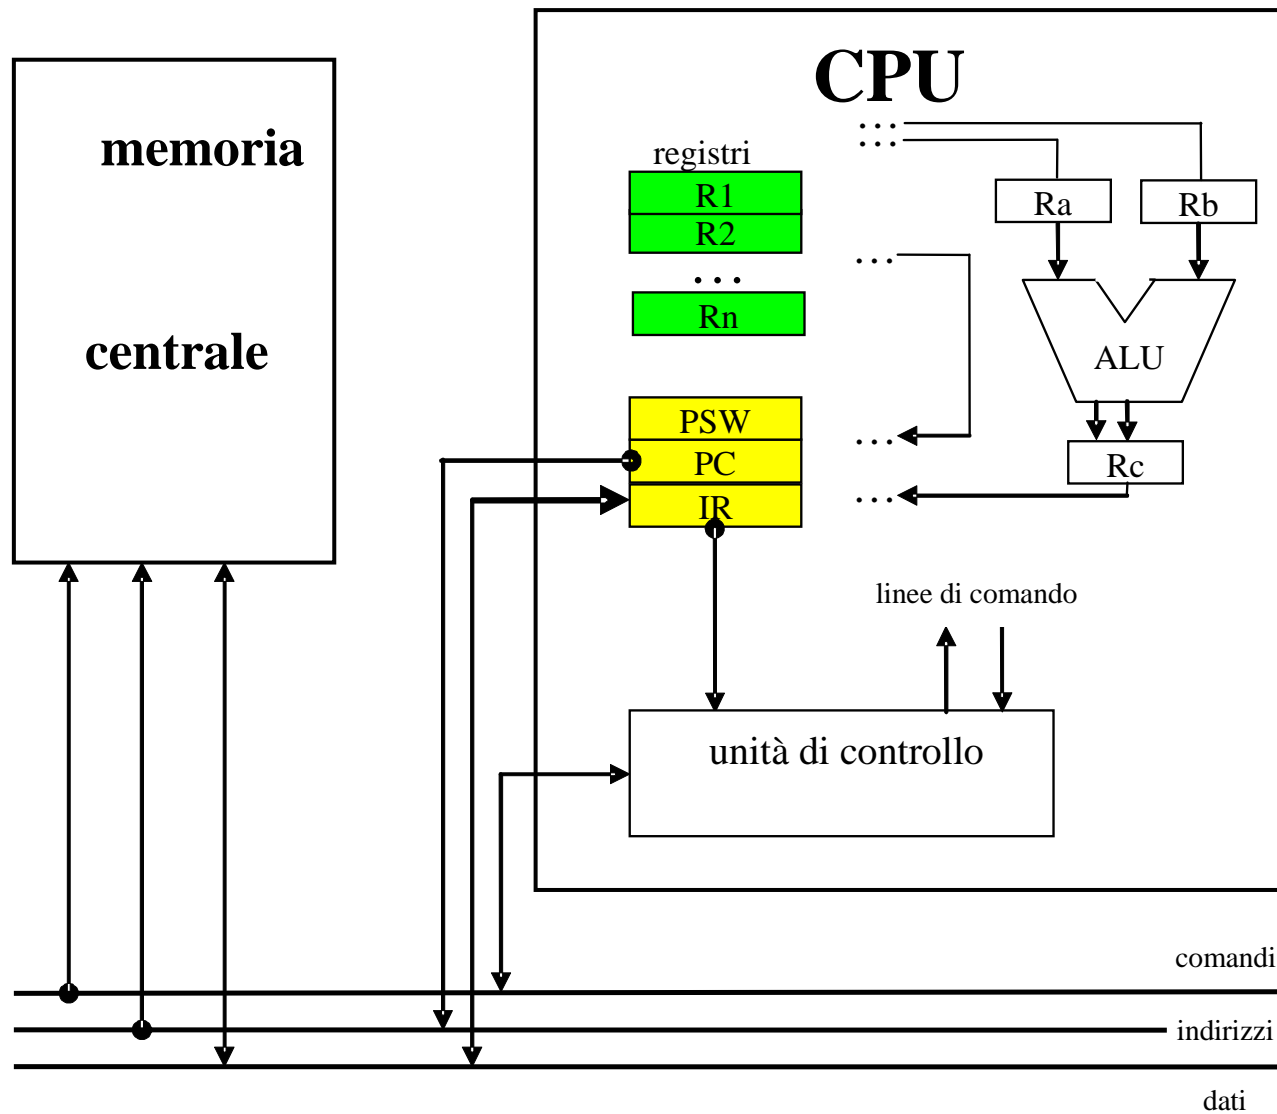 CPU
memoria
centrale
registri
R1
R2
. . .
Rn
PSW
PC
IR
. . .
. . .
. . .
. . .
. . .
Ra
Rb
ALU
Rc
linee di comando
unità di controllo
comandi
indirizzi
dati